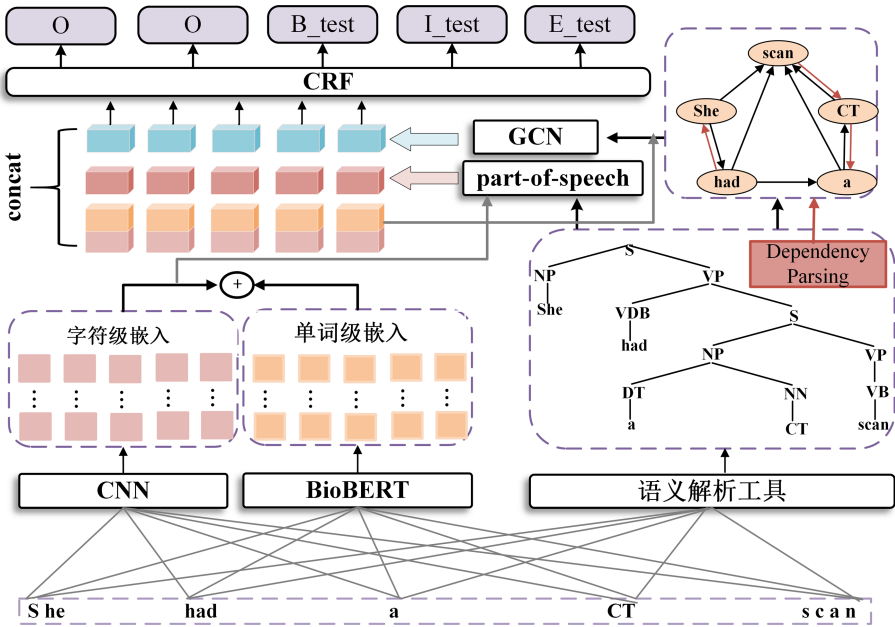 O O B_test I_test E_test
CRF
concat
GCN
part-of-speech
scan
She CT
had a
Dependency
Parsing
S
NP VP
She VDB S
had NP VP
DT NN VB
a CT scan
+
字符级嵌入 单词级嵌入
CNN BioBERT 语义解析工具
S he had a CT s c a n